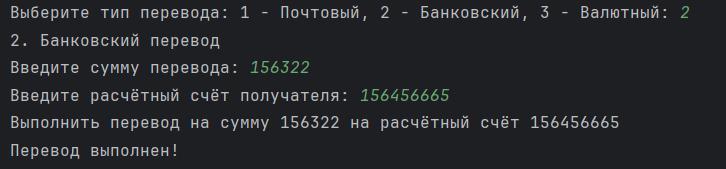 Выберите тип перевода: 1 - Почтовый, 2 - Банковский, 3 - Валютный: 2
2. Банковский перевод
Введите сумму перевода: 156322
Введите расчётный счёт получателя: 156456665
Выполнить перевод на сумму 156322 на расчётный счёт 156456665
Перевод выполнен!